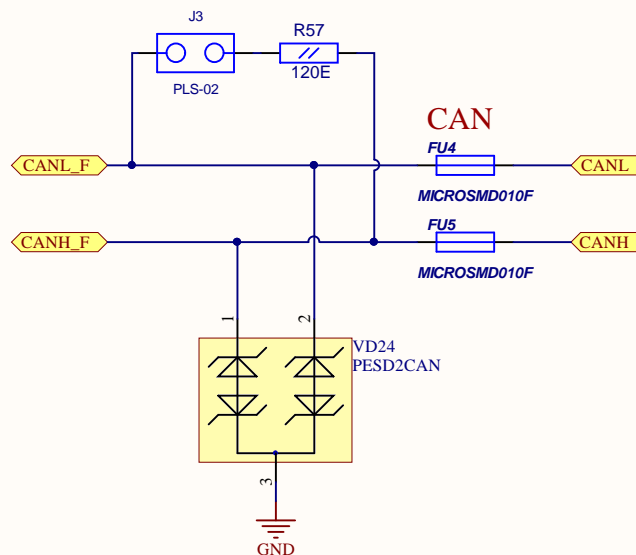 J3
R57
PLS-02
120E
CAN
CANL_F
FU4
CANL
MICROSMD010F
CANH_F
FU5
CANH
MICROSMD010F
1
2
VD24
PESD2CAN
3
GND